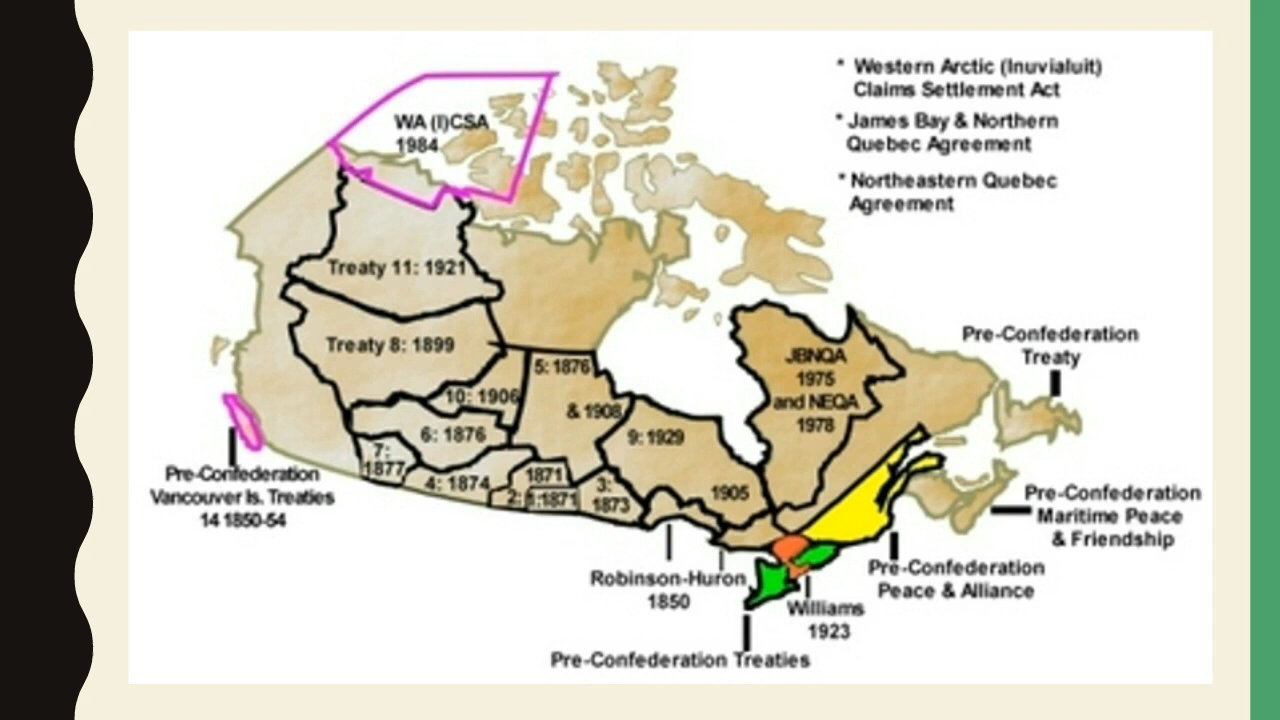 * Western Arctic (Inuvialuit)
Claims Settlement Act
* James Bay & Northern
Quebec Agreement
* Northeastern Quebec
Agreement
WA (I)CSA
1984
Treaty 11: 1921
Treaty 8: 1899
5: 1876
& 1908
10: 1906
6: 1876
7:
1877
4: 1874
1871
2:
1:1871
3:
1873
9: 1929
1905
JBNQA
1975
and NEQA
1978
Pre-Confederation
Treaty
Pre-Confederation
Vancouver Is. Treaties
14 1850-54
Pre-Confederation
Maritime Peace
& Friendship
Pre-Confederation
Peace & Alliance
Robinson-Huron
1850
Williams
1923
Pre-Confederation Treaties